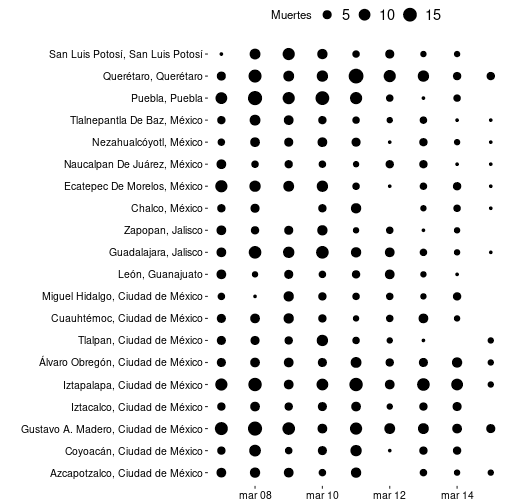 Muertes 5 10 15
San Luis Potosí, San Luis Potosí
Querétaro, Querétaro
Puebla, Puebla
Tlalnepantla De Baz, México
Nezahualcóyotl, México
Naucalpan De Juárez, México
Ecatepec De Morelos, México
Chalco, México
Zapopan, Jalisco
Guadalajara, Jalisco
León, Guanajuato
Miguel Hidalgo, Ciudad de México
Cuauhtémoc, Ciudad de México
Tlalpan, Ciudad de México
Álvaro Obregón, Ciudad de México
Iztapalapa, Ciudad de México
Iztacalco, Ciudad de México
Gustavo A. Madero, Ciudad de México
Coyoacán, Ciudad de México
Azcapotzalco, Ciudad de México
mar 08 mar 10 mar 12 mar 14